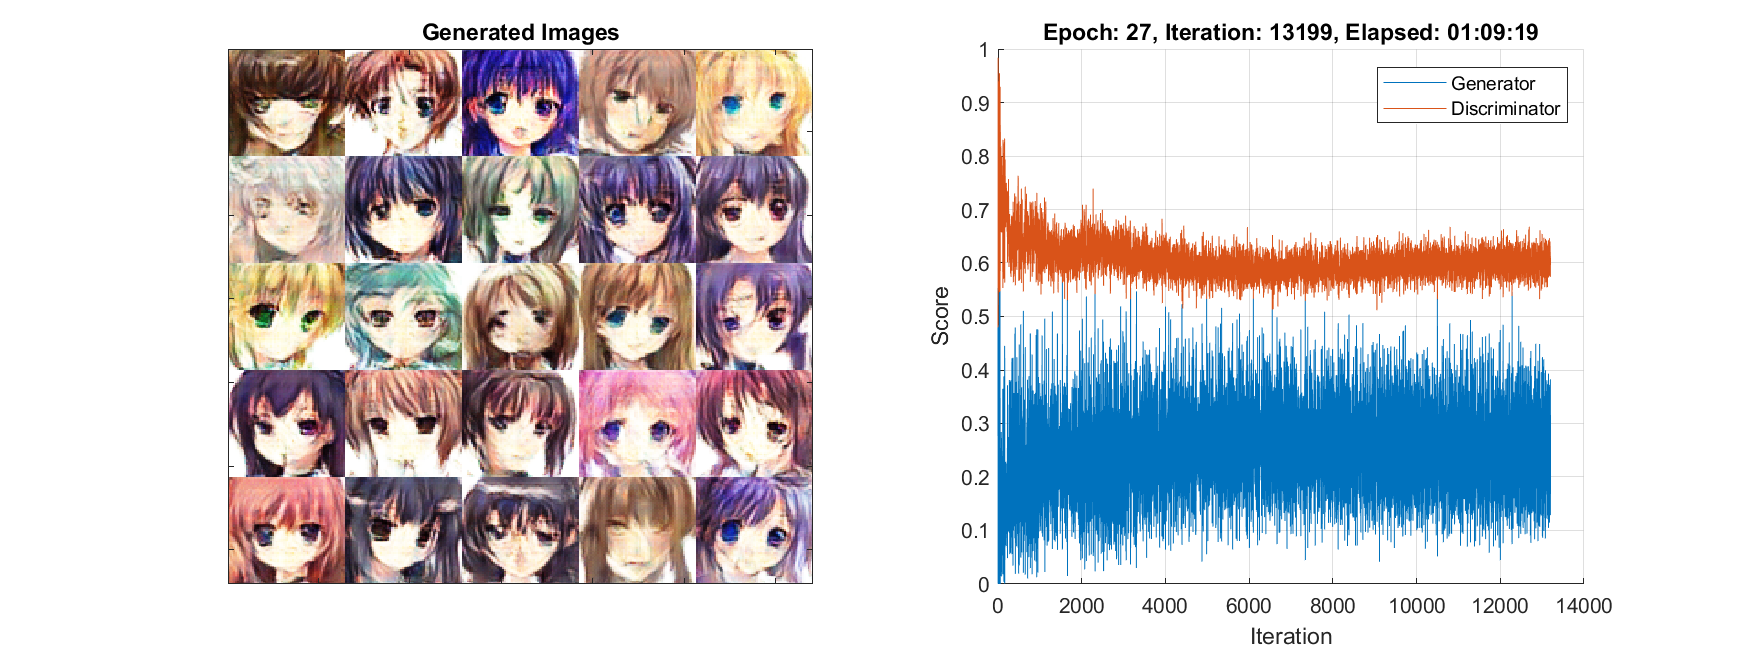 Generated Images
Epoch: 27, Iteration: 13199, Elapsed: 01:09:19
Generator
Discriminator
1
0.9
0.8
0.7
0.6
0.5
0.4
0.3
0.2
0.1
0
Score
0 2000 4000 6000 8000 10000 12000 14000
Iteration